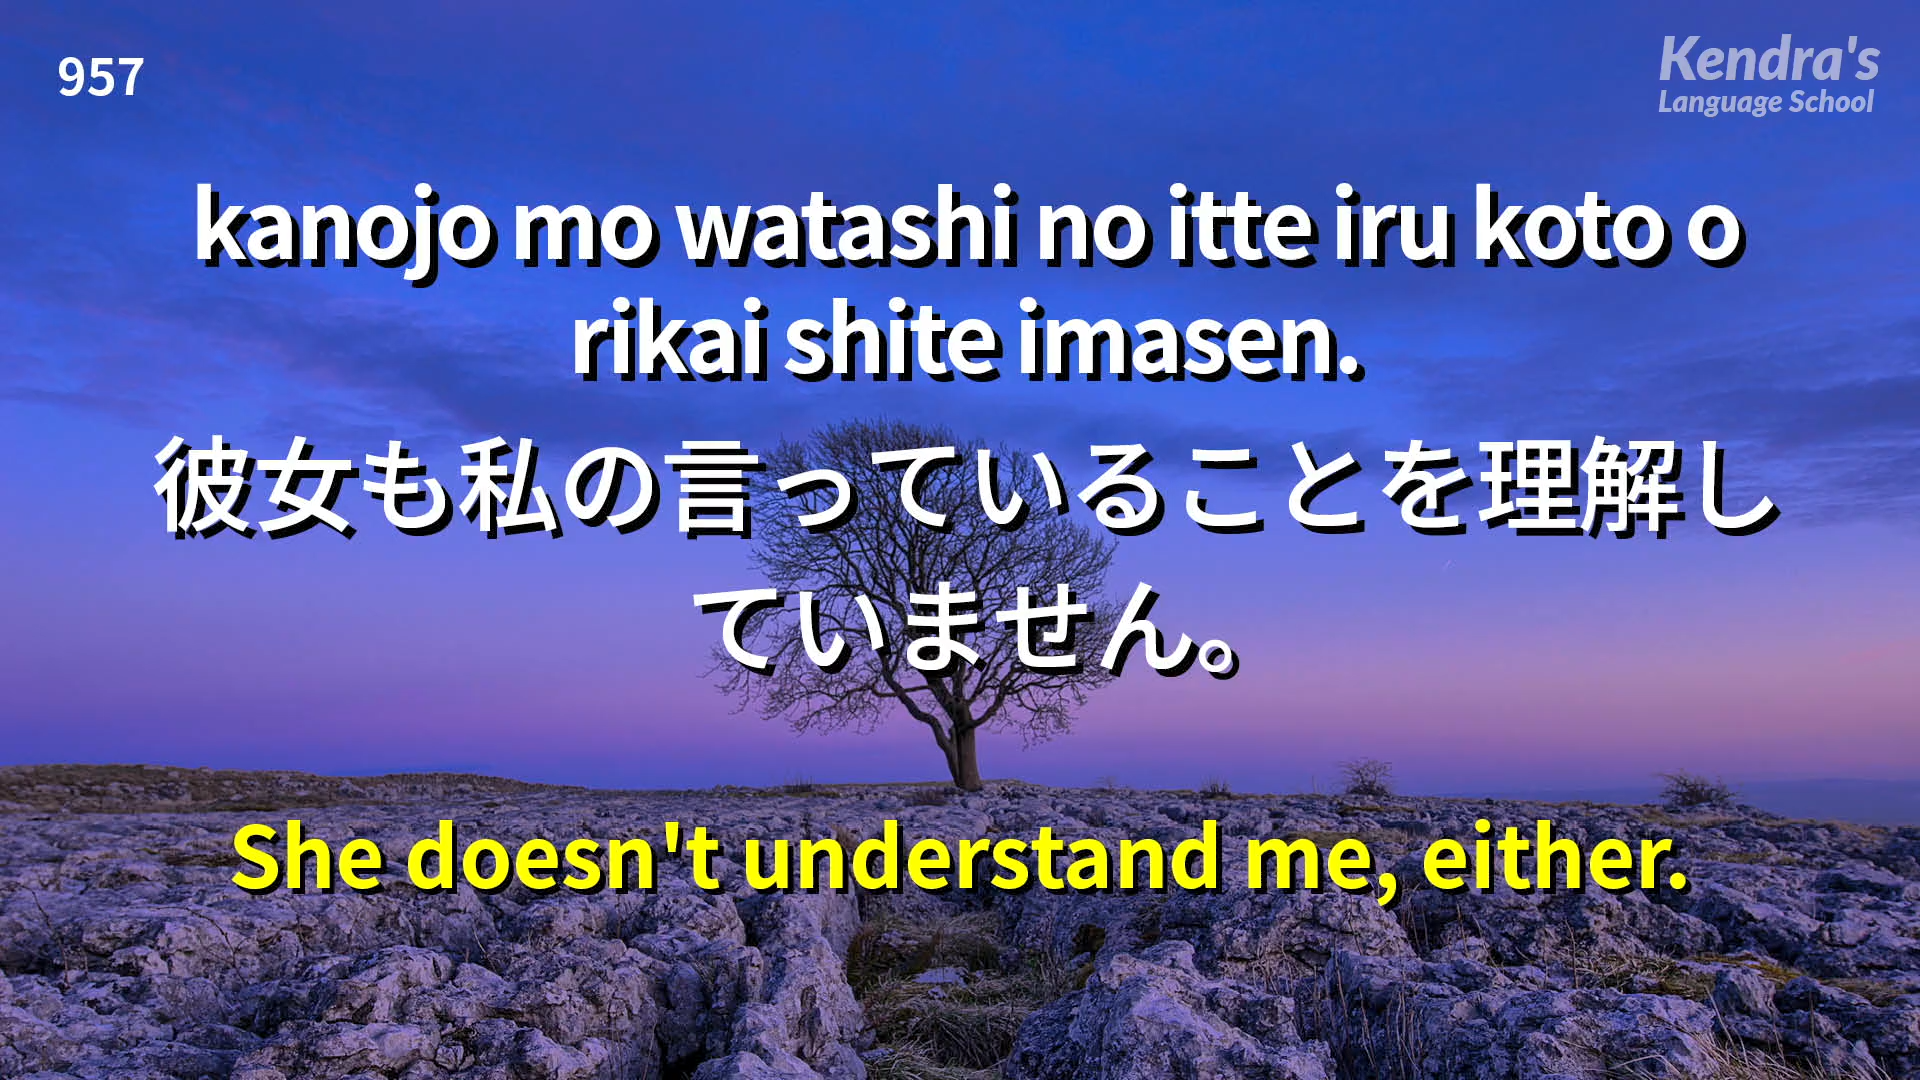 957
Kendra's
Language School
kanojo mo watashi no itte iru koto o
rikai shite imasen.
彼女も私の言っていることを理解し
ていません。
She doesn't understand me, either.